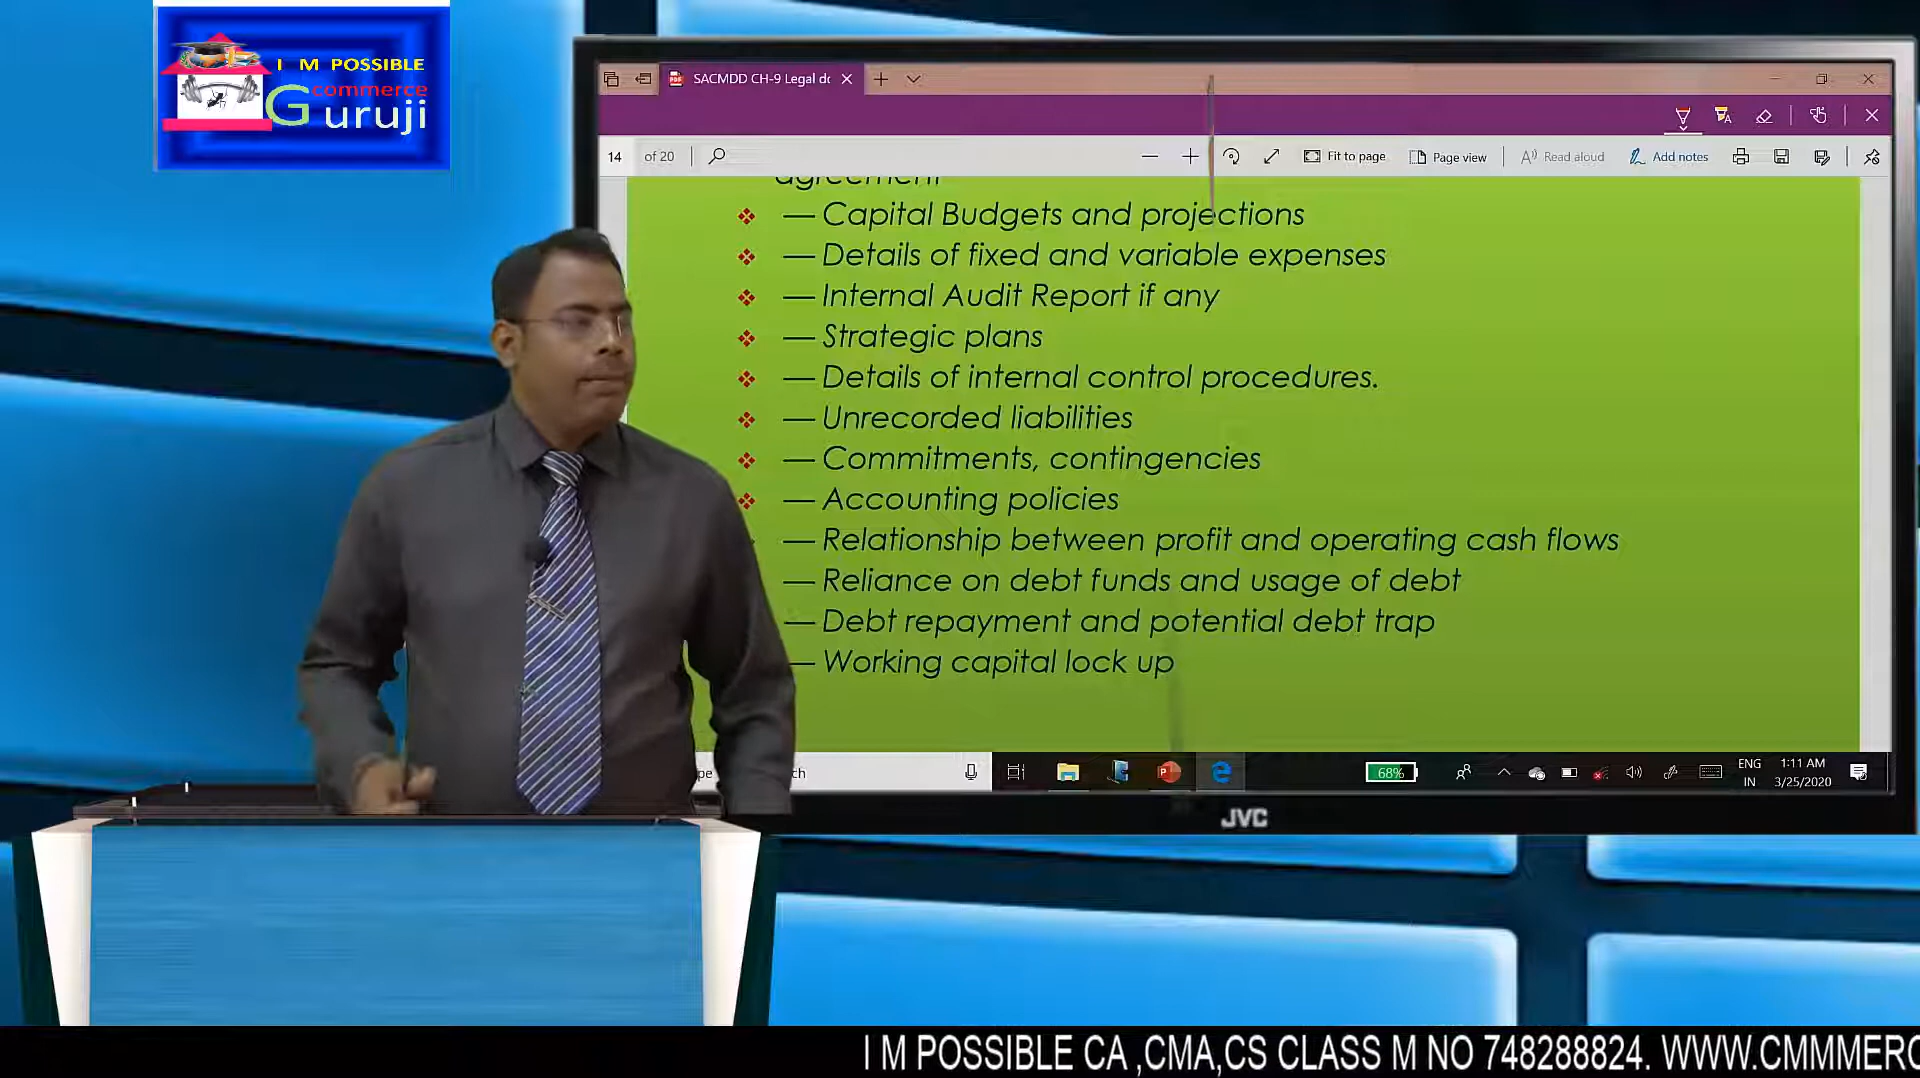 I M POSSIBLE
commerce
Guruji
SACMDD CH-9 Legal dc
14 of 20
Fit to page
Page view
Read aloud
Add notes
agreement
— Capital Budgets and projections
— Details of fixed and variable expenses
— Internal Audit Report if any
— Strategic plans
— Details of internal control procedures.
— Unrecorded liabilities
— Commitments, contingencies
— Accounting policies
— Relationship between profit and operating cash flows
— Reliance on debt funds and usage of debt
— Debt repayment and potential debt trap
— Working capital lock up
pe
ch
68%
ENG
IN
1:11 AM
3/25/2020
JVC
I M POSSIBLE CA ,CMA,CS CLASS M NO 748288824. WWW.CMMMERC